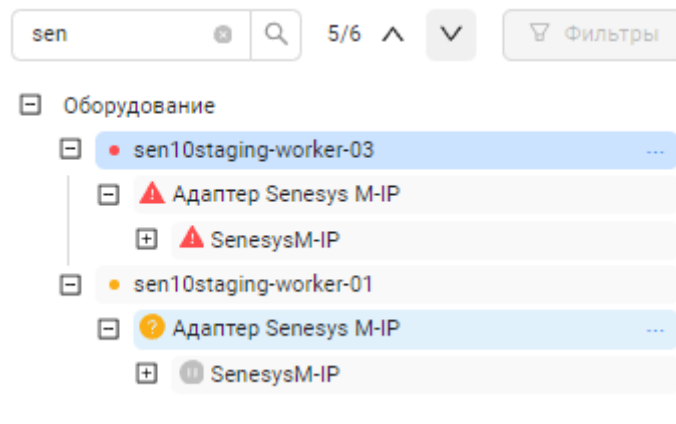 sen 5/6 Фильтры
Оборудование
sen10staging-worker-03 ...
Адаптер Senesys M-IP
SenesysM-IP
sen10staging-worker-01
Адаптер Senesys M-IP ...
SenesysM-IP